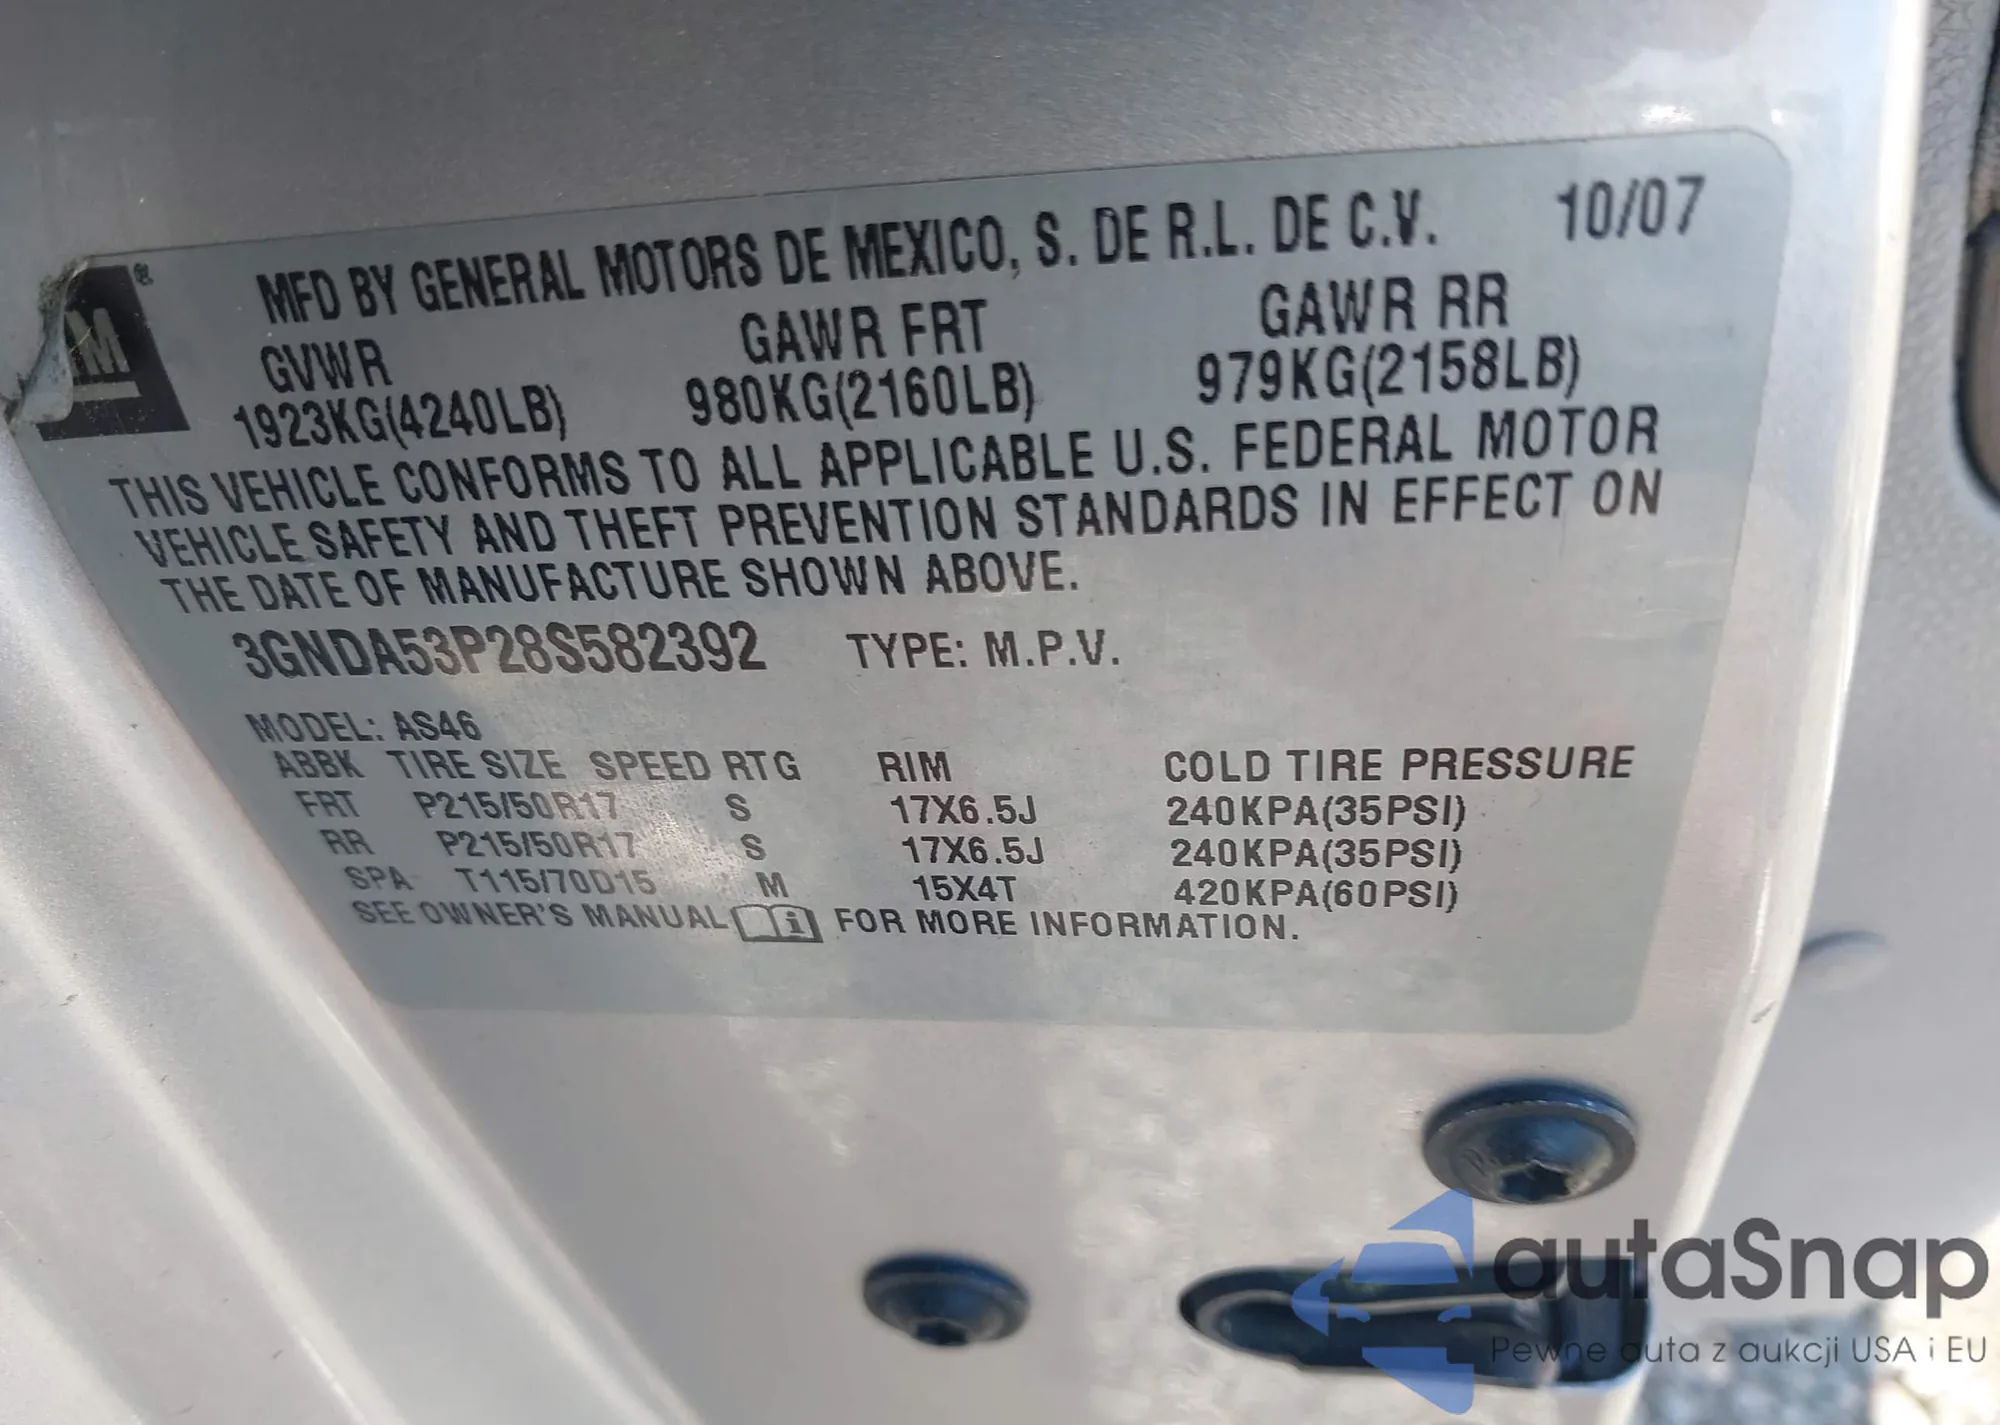 MFD BY GENERAL MOTORS DE MEXICO, S. DE R.L. DE C.V. 10/07
GVWR GAWR FRT GAWR RR
1923KG(4240LB) 980KG(2160LB) 979KG(2158LB)
THIS VEHICLE CONFORMS TO ALL APPLICABLE U.S. FEDERAL MOTOR
VEHICLE SAFETY AND THEFT PREVENTION STANDARDS IN EFFECT ON
THE DATE OF MANUFACTURE SHOWN ABOVE.
3GNDA53P28S582392 TYPE: M.P.V.
MODEL: AS46
ABBK TIRE SIZE SPEED RTG RIM COLD TIRE PRESSURE
FRT P215/50R17 S 17X6.5J 240KPA(35PSI)
RR P215/50R17 S 17X6.5J 240KPA(35PSI)
SPA T115/70D15 M 15X4T 420KPA(60PSI)
SEE OWNER'S MANUAL i FOR MORE INFORMATION.
autaSnap
Pewne auta z aukcji USA i EU